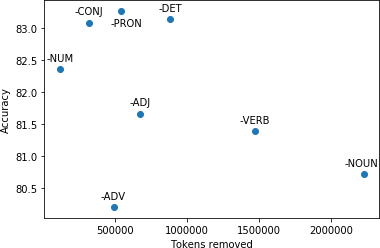 83.0
82.5
82.0
81.5
81.0
80.5
Accuracy
-CONJ
-PRON
-DET
-NUM
-ADJ
-VERB
-NOUN
-ADV
500000 1000000 1500000 2000000
Tokens removed